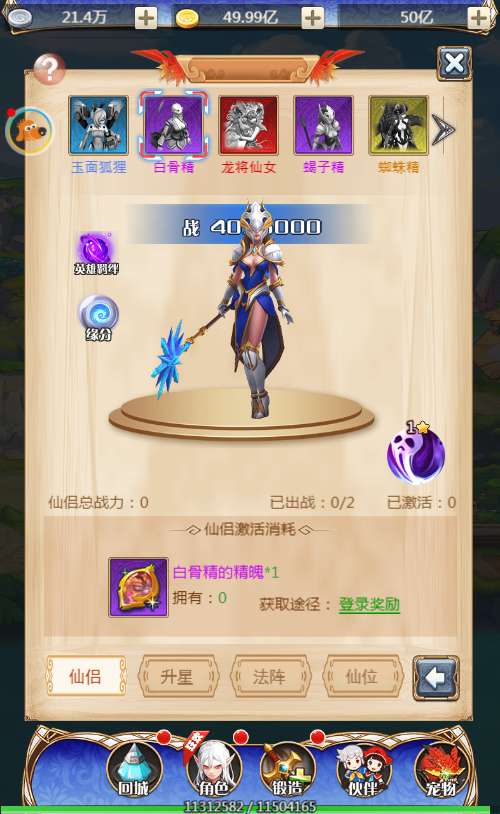 21.4万
49.99亿
50亿
玉面狐狸
白骨精
龙将仙女
蝎子精
蜘蛛精
战 40 000
英雄羁绊
缘分
1
仙侣总战力：0
已出战：0/2
已激活：0
仙侣激活消耗
白骨精的精魄*1
拥有：0
获取途径：登录奖励
仙侣
升星
法阵
仙位
回城
角色
锻造
伙伴
宠物
11312582 / 11504165